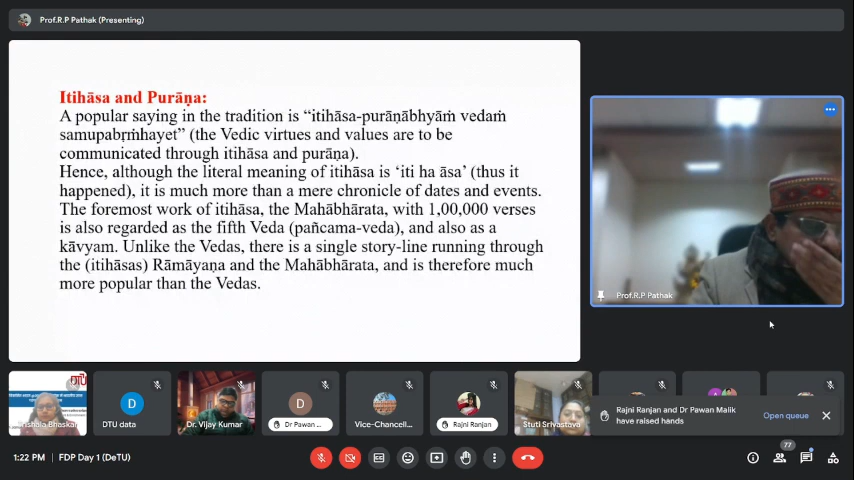 Prof.R.P Pathak (Presenting)
Itihāsa and Purāṇa:
A popular saying in the tradition is “itihāsa-purāṇābhyāṁ vedaṁ
samupabṛṁhayet” (the Vedic virtues and values are to be
communicated through itihāsa and purāṇa).
Hence, although the literal meaning of itihāsa is ‘iti ha āsa’ (thus it
happened), it is much more than a mere chronicle of dates and events.
The foremost work of itihāsa, the Mahābhārata, with 1,00,000 verses
is also regarded as the fifth Veda (pañcama-veda), and also as a
kāvyam. Unlike the Vedas, there is a single story-line running through
the (itihāsas) Rāmāyaṇa and the Mahābhārata, and is therefore much
more popular than the Vedas.
Prof.R.P Pathak
Bhaskar
D
DTU data
Dr. Vijay Kumar
D
Dr Pawan ...
Vice-Chancell...
Rajni Ranjan
Stuti Srivastava
Rajni Ranjan and Dr Pawan Malik
have raised hands
Open queue
77
1:22 PM
FDP Day 1 (DeTU)